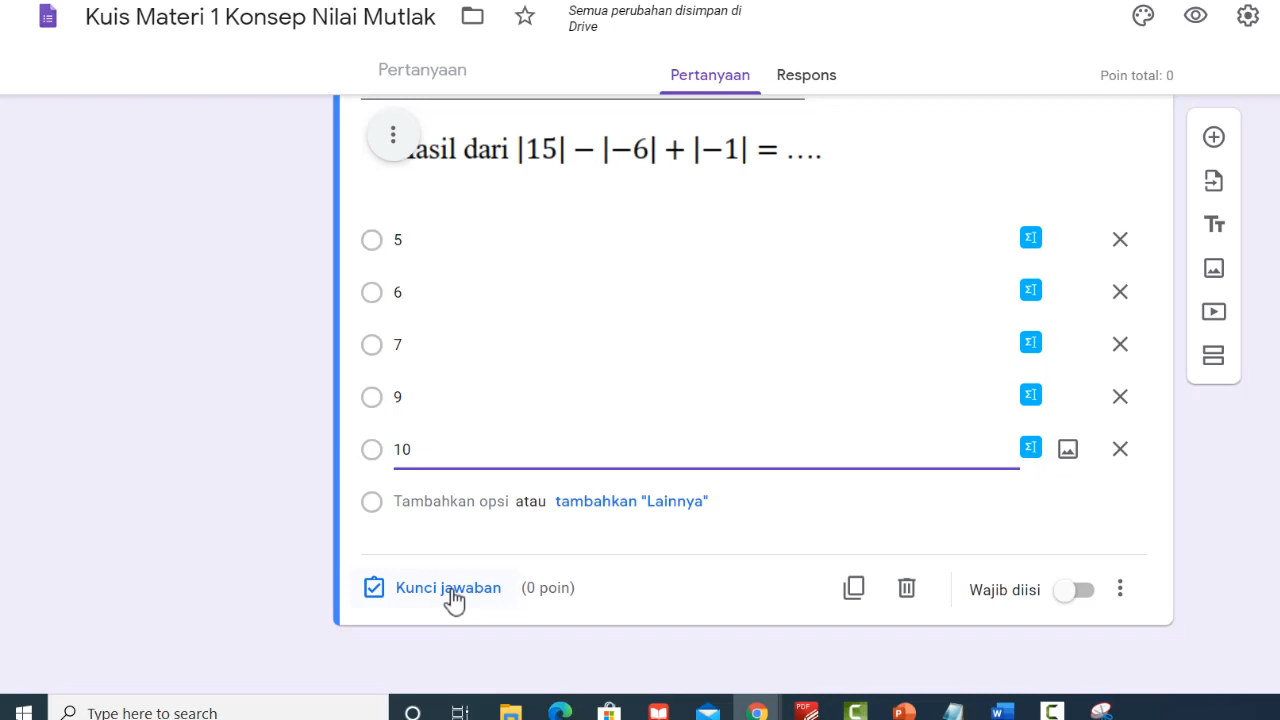 Kuis Materi 1 Konsep Nilai Mutlak
Semua perubahan disimpan di
Drive
Pertanyaan
Pertanyaan
Respons
Poin total: 0
asil dari |15| − |−6| + |−1| = ….
5
6
7
9
10
Tambahkan opsi atau tambahkan "Lainnya"
Kunci jawaban (0 poin)
Wajib diisi
Type here to search